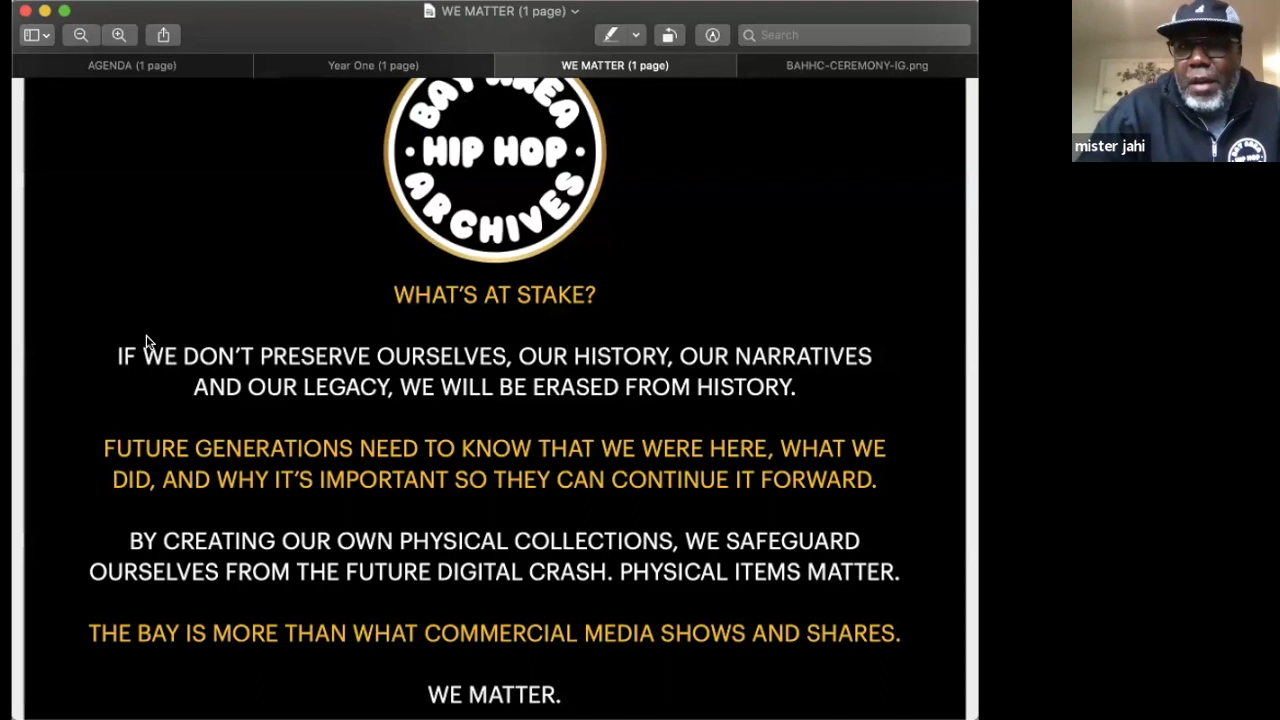 WE MATTER (1 page)
Search
AGENDA (1 page)
Year One (1 page)
WE MATTER (1 page)
BAHHC-CEREMONY-IG.png
BAY AREA
· HIP HOP ·
ARCHIVES
WHAT'S AT STAKE?
IF WE DON'T PRESERVE OURSELVES, OUR HISTORY, OUR NARRATIVES
AND OUR LEGACY, WE WILL BE ERASED FROM HISTORY.
FUTURE GENERATIONS NEED TO KNOW THAT WE WERE HERE, WHAT WE
DID, AND WHY IT'S IMPORTANT SO THEY CAN CONTINUE IT FORWARD.
BY CREATING OUR OWN PHYSICAL COLLECTIONS, WE SAFEGUARD
OURSELVES FROM THE FUTURE DIGITAL CRASH. PHYSICAL ITEMS MATTER.
THE BAY IS MORE THAN WHAT COMMERCIAL MEDIA SHOWS AND SHARES.
WE MATTER.
mister jahi
BAY AREA
HIP HOP